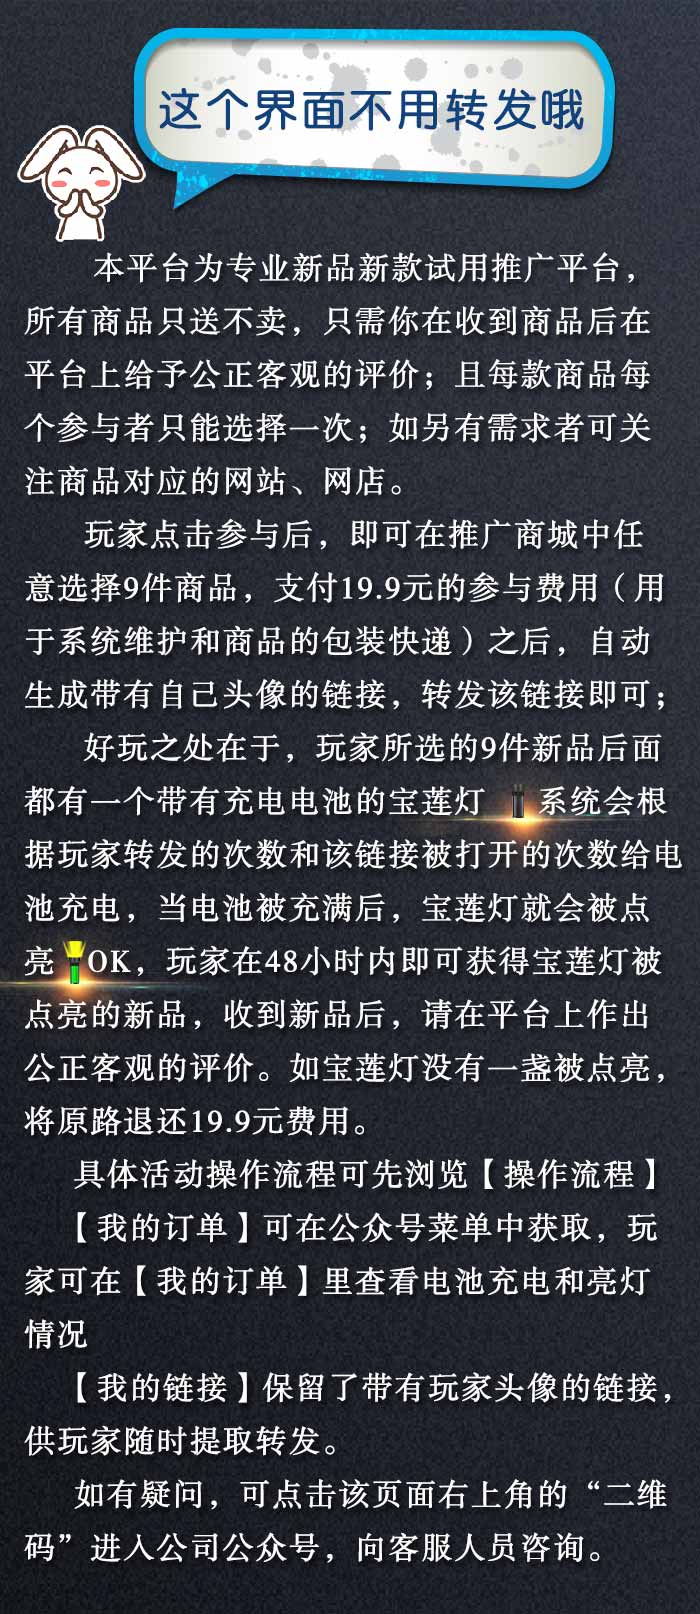 这个界面不用转发哦
本平台为专业新品新款试用推广平台，
所有商品只送不卖，只需你在收到商品后在
平台上给予公正客观的评价；且每款商品每
个参与者只能选择一次；如另有需求者可关
注商品对应的网站、网店。
玩家点击参与后，即可在推广商城中任
意选择9件商品，支付19.9元的参与费用（用
于系统维护和商品的包装快递）之后，自动
生成带有自己头像的链接，转发该链接即可；
好玩之处在于，玩家所选的9件新品后面
都有一个带有充电电池的宝莲灯 系统会根
据玩家转发的次数和该链接被打开的次数给电
池充电，当电池被充满后，宝莲灯就会被点
亮 OK，玩家在48小时内即可获得宝莲灯被
点亮的新品，收到新品后，请在平台上作出
公正客观的评价。如宝莲灯没有一盏被点亮，
将原路退还19.9元费用。
具体活动操作流程可先浏览【操作流程】
【我的订单】可在公众号菜单中获取，玩
家可在【我的订单】里查看电池充电和亮灯
情况
【我的链接】保留了带有玩家头像的链接，
供玩家随时提取转发。
如有疑问，可点击该页面右上角的“二维
码”进入公司公众号，向客服人员咨询。